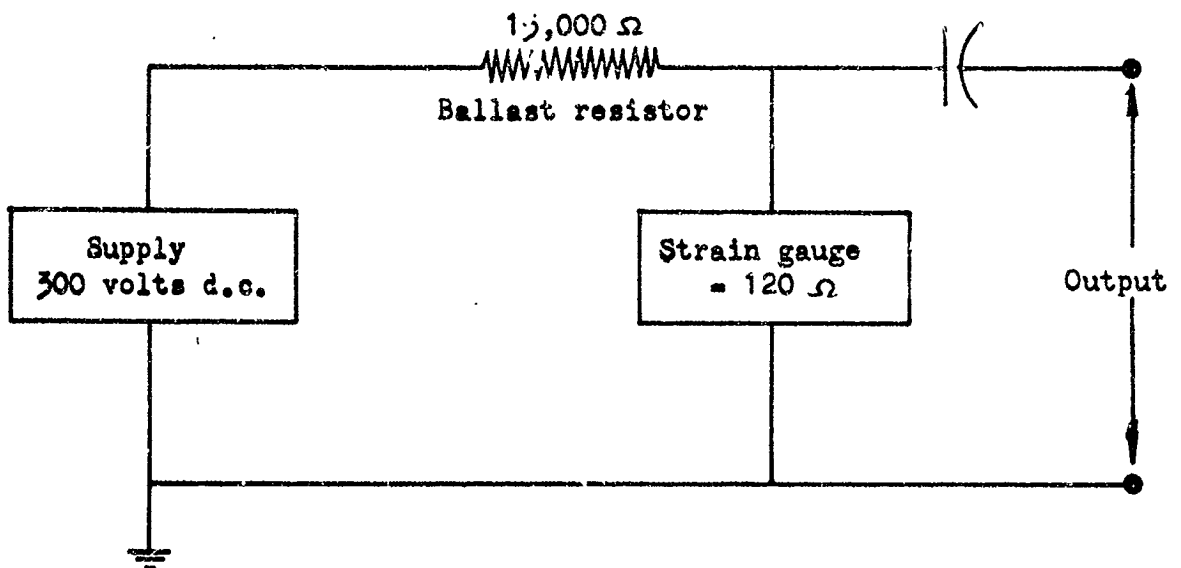 Ω
Ballast resistor
Supply
300 volts d.c.
Strain gauge
= 120 Ω
Output